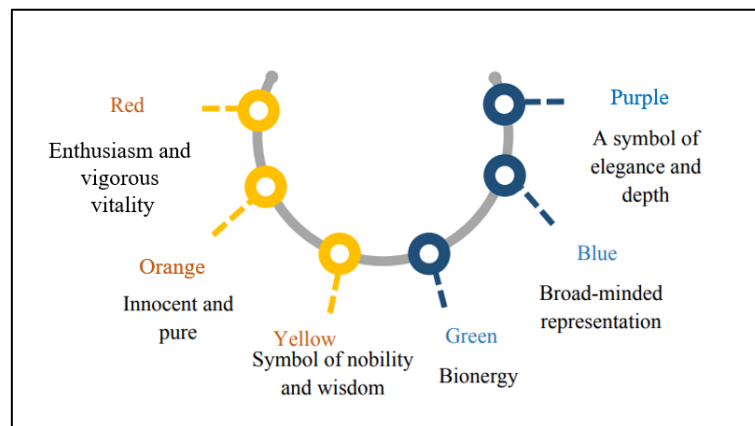 Red
Enthusiasm and
vigorous
vitality
Orange
Innocent and
pure
Yellow
Symbol of nobility
and wisdom
Green
Bionergy
Blue
Broad-minded
representation
Purple
A symbol of
elegance and
depth